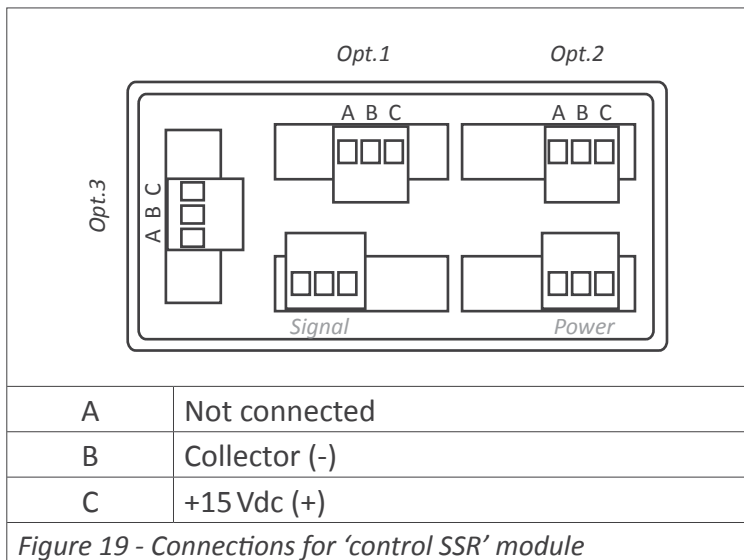 Opt.1 Opt.2
A B C A B C
Opt.3
A B C
Signal Power
A Not connected
B Collector (-)
C +15 Vdc (+)
Figure 19 - Connections for ‘control SSR’ module